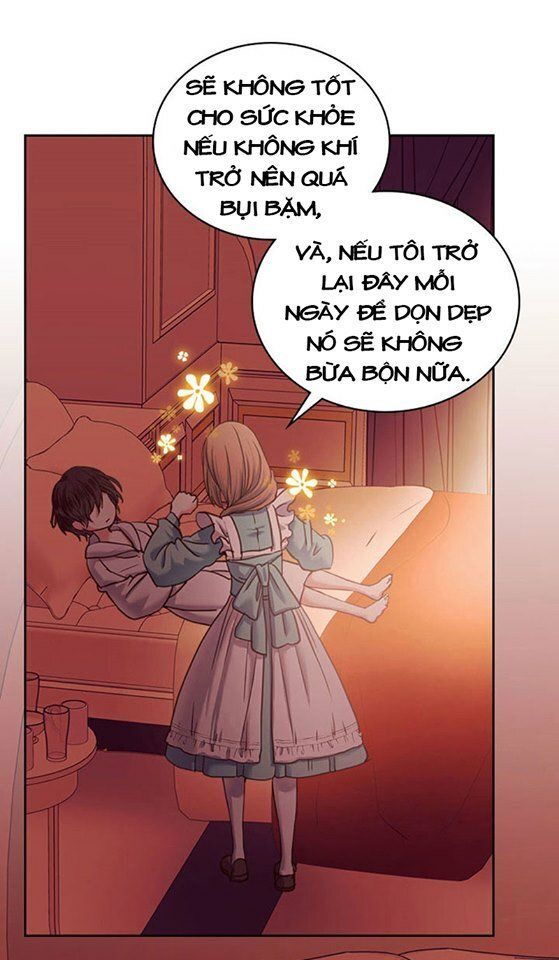 SẼ KHÔNG TỐT
CHO SỨC KHỎE
NẾU KHÔNG KHÍ
TRỞ NÊN QUÁ
BỤI BẶM,
VÀ, NẾU TÔI TRỞ
LẠI ĐÂY MỖI
NGÀY ĐỂ DỌN DẸP
NÓ SẼ KHÔNG
BỪA BỘN NỮA.